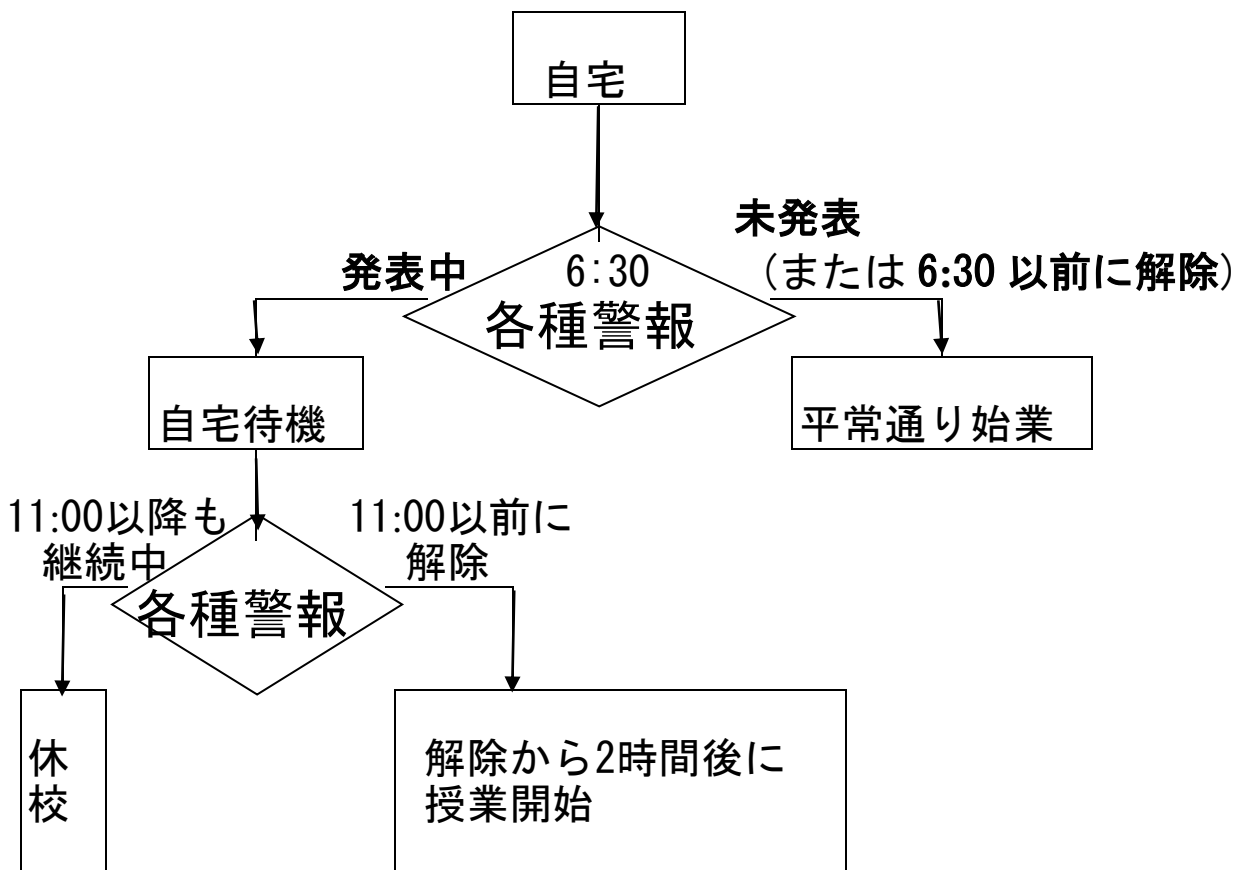 自宅
未発表
(または 6:30 以前に解除)
発表中
6:30
各種警報
自宅待機
平常通り始業
11:00以降も
継続中
11:00以前に
解除
各種警報
休
校
解除から2時間後に
授業開始